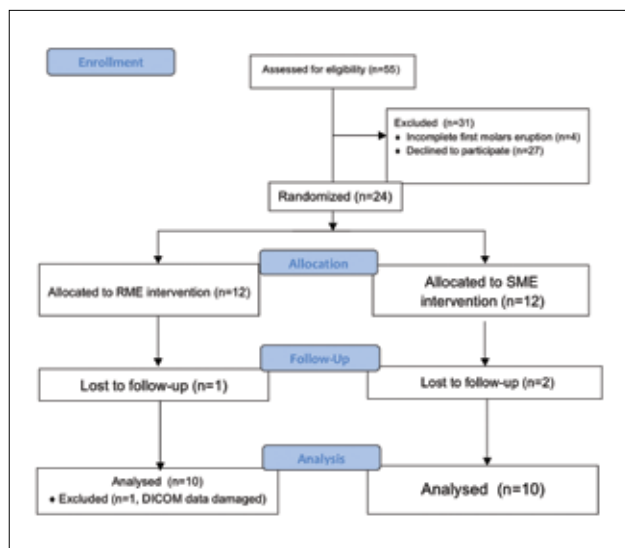 Enrollment
Assessed for eligibility (n=55)
Excluded (n=31)
• Incomplete first molars eruption (n=4)
• Declined to participate (n=27)
Randomized (n=24)
Allocation
Allocated to RME intervention (n=12)
Allocated to SME
intervention (n=12)
Follow-Up
Lost to follow-up (n=1)
Lost to follow-up (n=2)
Analysis
Analysed (n=10)
• Excluded (n=1, DICOM data damaged)
Analysed (n=10)